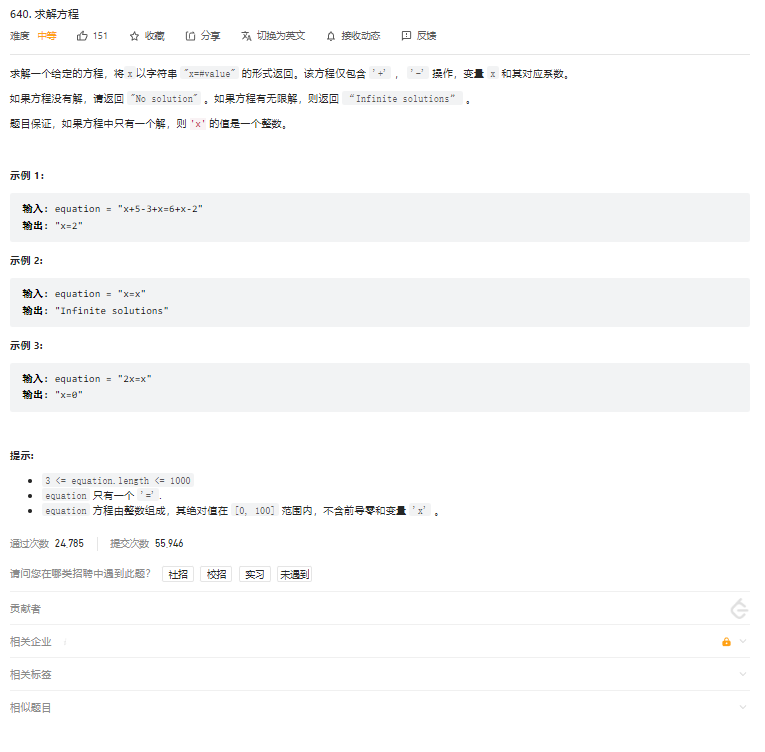 640. 求解方程
难度 中等 151 收藏 分享 切换为英文 接收动态 反馈
求解一个给定的方程，将 x 以字符串 "x=#value" 的形式返回。该方程仅包含 '+' ， '-' 操作，变量 x 和其对应系数。
如果方程没有解，请返回 "No solution" 。如果方程有无限解，则返回 “Infinite solutions” 。
题目保证，如果方程中只有一个解，则 'x' 的值是一个整数。
示例 1：
输入: equation = "x+5-3+x=6+x-2"
输出: "x=2"
示例 2:
输入: equation = "x=x"
输出: "Infinite solutions"
示例 3:
输入: equation = "2x=x"
输出: "x=0"
提示:
3 <= equation.length <= 1000
equation 只有一个 '='.
equation 方程由整数组成，其绝对值在 [0, 100] 范围内，不含前导零和变量 'x' 。
通过次数 24,785 提交次数 55,946
请问您在哪类招聘中遇到此题？ 社招 校招 实习 未遇到
贡献者
相关企业
相关标签
相似题目